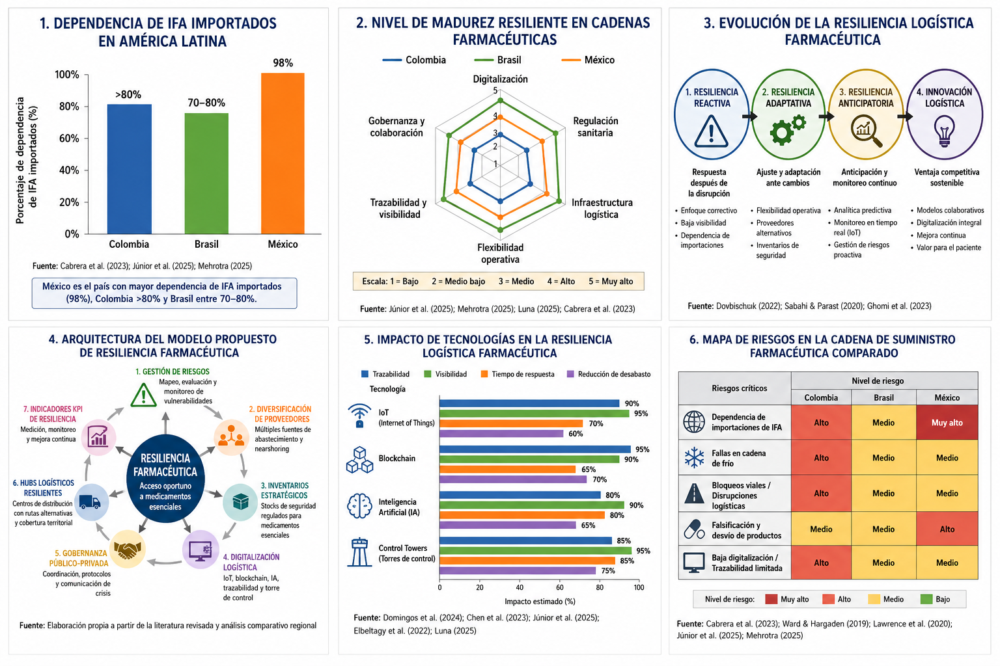 1. DEPENDENCIA DE IFA IMPORTADOS
EN AMÉRICA LATINA
Porcentaje de dependencia
de IFA importados (%)
100%
80%
60%
40%
20%
0%
>80%
70–80%
98%
Colombia
Brasil
México
Fuente: Cabrera et al. (2023); Júnior et al. (2025); Mehrotra (2025)
México es el país con mayor dependencia de IFA importados
(98%), Colombia >80% y Brasil entre 70–80%.
2. NIVEL DE MADUREZ RESILIENTE EN CADENAS
FARMACÉUTICAS
Colombia
Brasil
México
Digitalización
5
4
3
2
1
Gobernanza y
colaboración
Regulación
sanitaria
Trazabilidad y
visibilidad
Infraestructura
logística
Flexibilidad
operativa
Escala: 1 = Bajo 2 = Medio bajo 3 = Medio 4 = Alto 5 = Muy alto
Fuente: Júnior et al. (2025); Mehrotra (2025); Luna (2025); Cabrera et al. (2023)
3. EVOLUCIÓN DE LA RESILIENCIA LOGÍSTICA
FARMACÉUTICA
1. RESILIENCIA
REACTIVA
2. RESILIENCIA
ADAPTATIVA
3. RESILIENCIA
ANTICIPATORIA
4. INNOVACIÓN
LOGÍSTICA
Respuesta
después de
la disrupción
Ajuste y adaptación
ante cambios
Anticipación y
monitoreo continuo
Ventaja competitiva
sostenible
• Enfoque correctivo
• Baja visibilidad
• Dependencia de
importaciones
• Flexibilidad operativa
• Proveedores
alternativos
• Inventarios de
seguridad
• Analítica predictiva
• Monitoreo en tiempo
real (IoT)
• Gestión de riesgos
proactiva
• Modelos colaborativos
• Digitalización integral
• Mejora continua
• Valor para el paciente
Fuente: Dovbischuk (2022); Sabahi & Parast (2020); Ghomi et al. (2023)
4. ARQUITECTURA DEL MODELO PROPUESTO
DE RESILIENCIA FARMACÉUTICA
1. GESTIÓN DE RIESGOS
Mapeo, evaluación y
monitoreo de
vulnerabilidades
2. DIVERSIFICACIÓN
DE PROVEEDORES
Múltiples fuentes de
abastecimiento y
nearshoring
3. INVENTARIOS
ESTRATÉGICOS
Stocks de seguridad
regulados para
medicamentos
esenciales
4. DIGITALIZACIÓN
LOGÍSTICA
IoT, blockchain, IA,
trazabilidad y torre
de control
5. GOBERNANZA
PÚBLICO-PRIVADA
Coordinación, protocolos
y comunicación de
crisis
6. HUBS LOGÍSTICOS
RESILIENTES
Centros de distribución
con rutas alternativas
y cobertura territorial
7. INDICADORES KPI
DE RESILIENCIA
Medición, monitoreo
y mejora continua
RESILIENCIA
FARMACÉUTICA
Acceso oportuno
a medicamentos
esenciales
Fuente: Elaboración propia a partir de la literatura revisada y análisis comparativo regional
5. IMPACTO DE TECNOLOGÍAS EN LA RESILIENCIA
LOGÍSTICA FARMACÉUTICA
Trazabilidad
Visibilidad
Tiempo de respuesta
Reducción de desabasto
Tecnología
IoT
(Internet of Things)
90%
95%
70%
60%
Blockchain
95%
90%
65%
70%
Inteligencia
Artificial (IA)
80%
90%
80%
65%
Control Towers
(Torres de control)
85%
95%
85%
75%
0
20
40
60
80
100
Impacto estimado (%)
Fuente: Domingos et al. (2024); Chen et al. (2023); Júnior et al. (2025);
Elbeltagy et al. (2022); Luna (2025)
6. MAPA DE RIESGOS EN LA CADENA DE SUMINISTRO
FARMACÉUTICA COMPARADO
Riesgos críticos
Nivel de riesgo
Colombia
Brasil
México
Dependencia de
importaciones de IFA
Alto
Medio
Muy alto
Fallas en cadena
de frío
Alto
Medio
Medio
Bloqueos viales /
Disrupciones
logísticas
Alto
Medio
Medio
Falsificación y
desvío de productos
Medio
Medio
Alto
Baja digitalización /
Trazabilidad limitada
Alto
Medio
Medio
Nivel de riesgo: Muy alto Alto Medio Bajo
Fuente: Cabrera et al. (2023); Ward & Hargaden (2019); Lawrence et al. (2020);
Júnior et al. (2025); Mehrotra (2025)